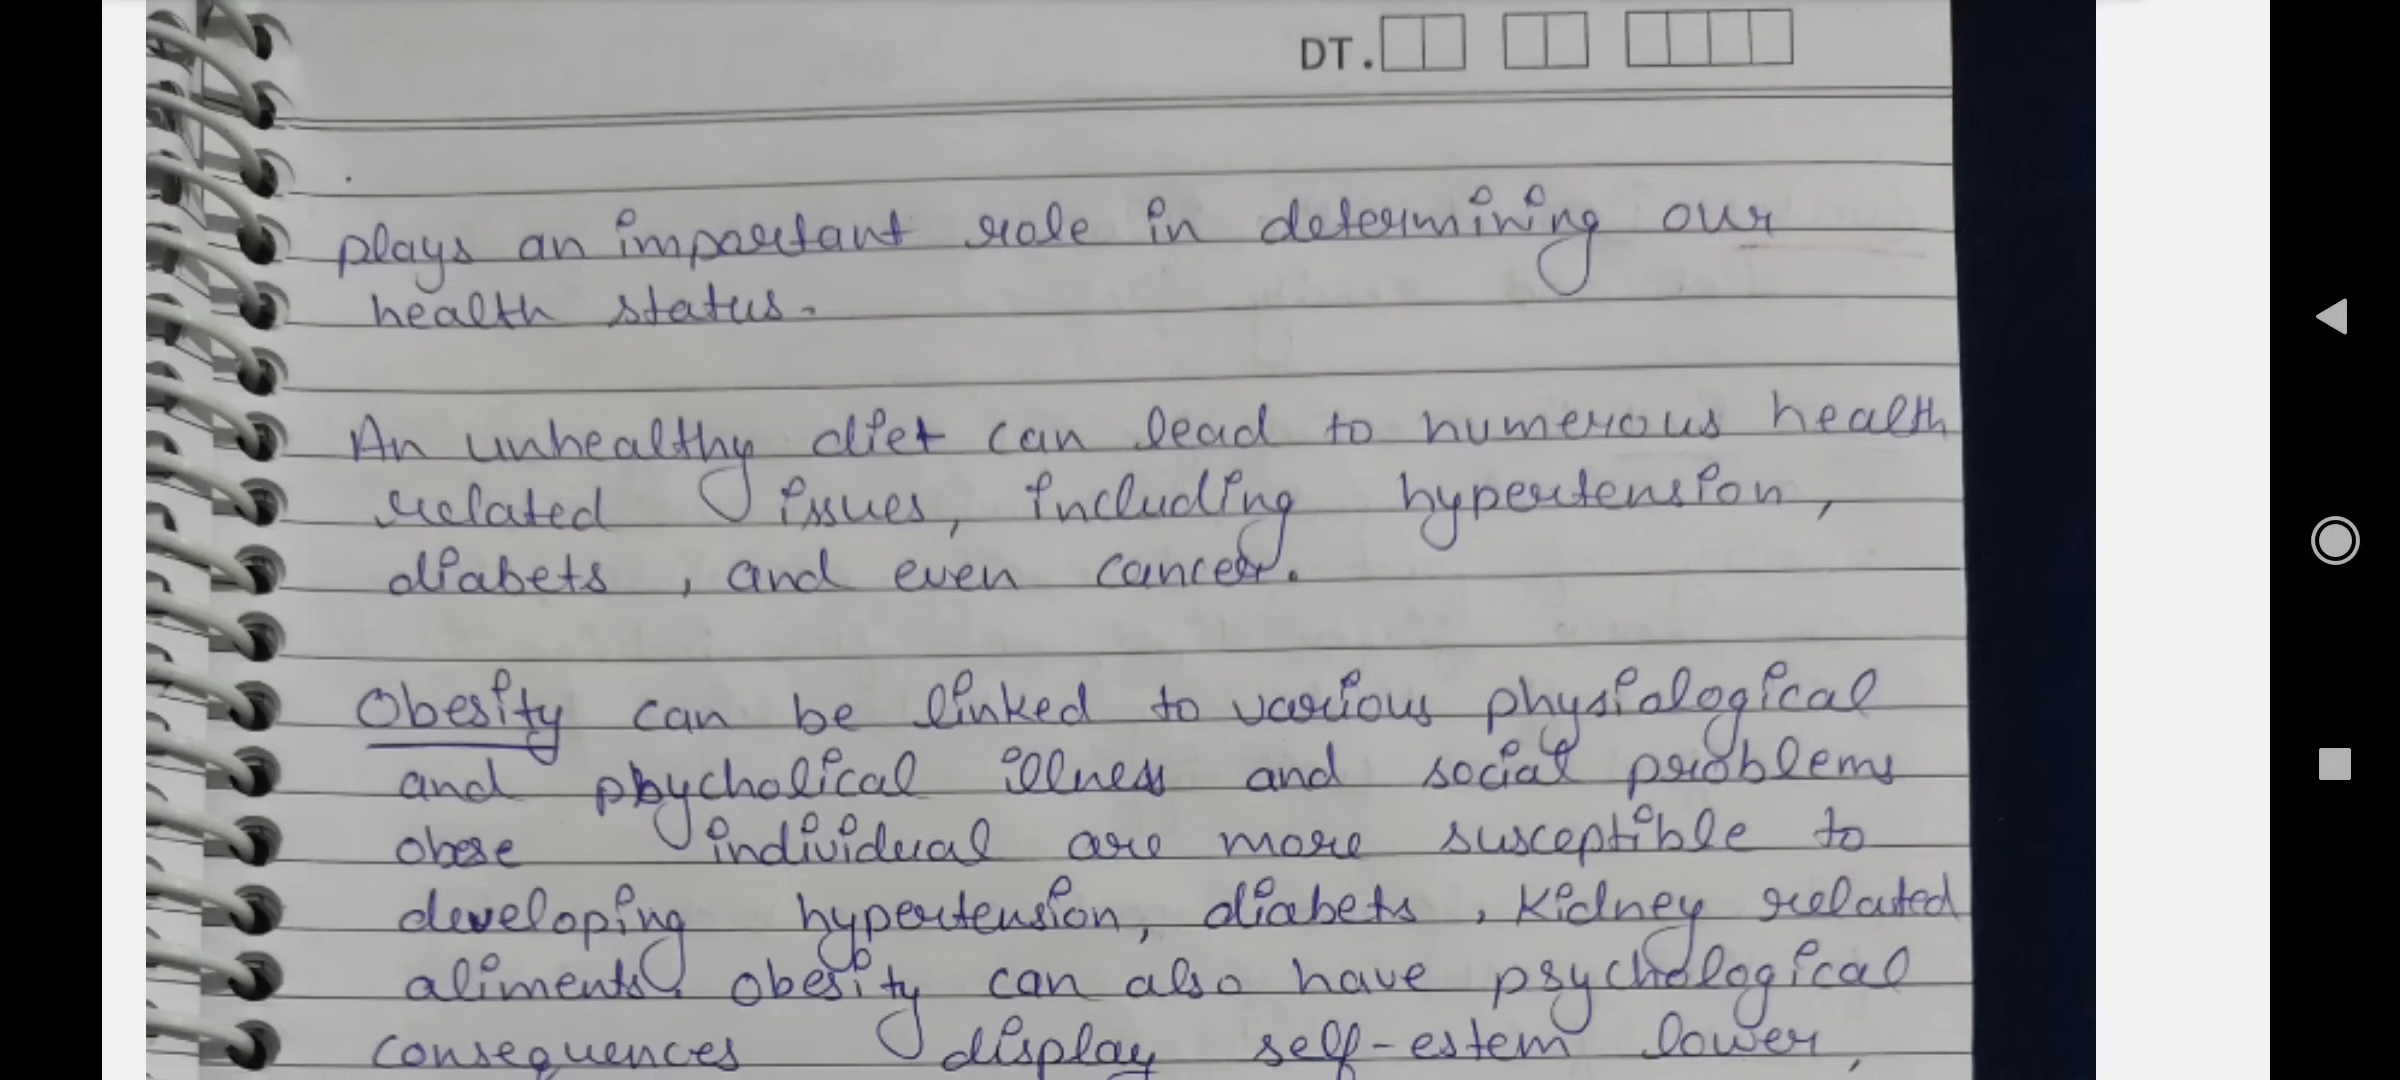 DT.
plays an important role in determining our
health status.
An unhealthy diet can lead to numerous health
related issues, including hypertension,
diabets , and even cancer.
Obesity can be linked to various physiological
and psycholical illness and social problems
obese individual are more susceptible to
developing hypertension, diabets , kidney related
aliments. obesity can also have psychological
consequences display self-estem lower,